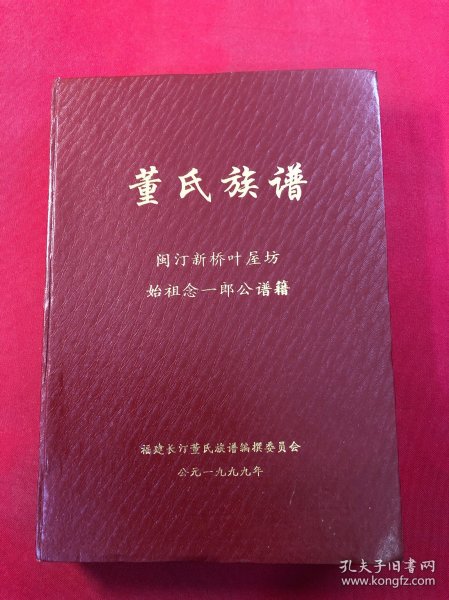 董氏族谱
闽汀新桥叶屋坊
始祖念一郎公谱籍
福建长汀董氏族谱编撰委员会
公元一九九九年
孔夫子旧书网
www.kongfz.com